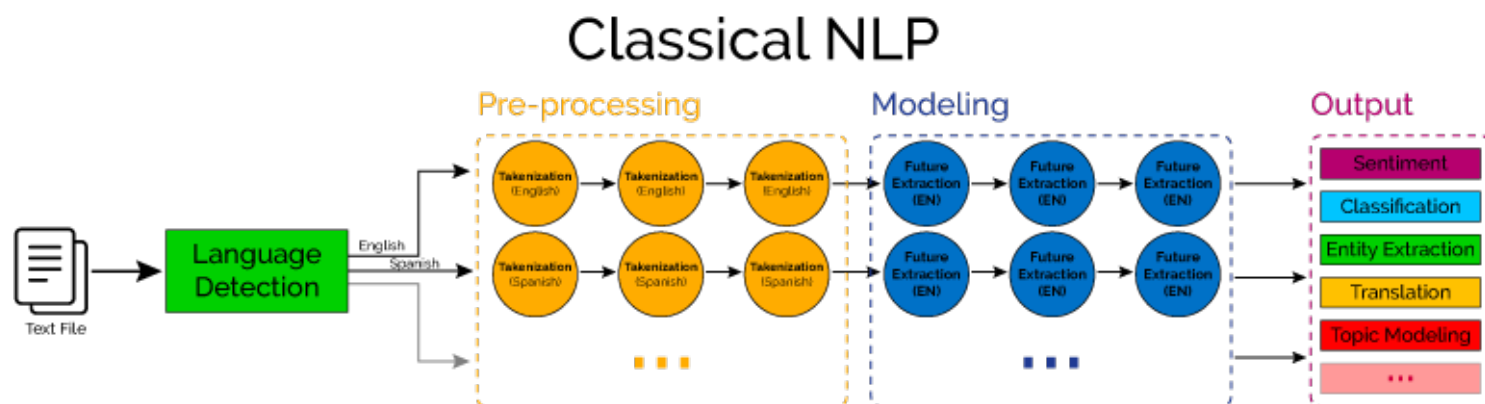 Classical NLP
Pre-processing
Modeling
Output
Text File
Language
Detection
English
Spanish
Takenization
(English)
Takenization
(English)
Takenization
(English)
Future
Extraction
(EN)
Future
Extraction
(EN)
Future
Extraction
(EN)
Takenization
(Spanish)
Takenization
(Spanish)
Takenization
(Spanish)
Future
Extraction
(EN)
Future
Extraction
(EN)
Future
Extraction
(EN)
...
...
Sentiment
Classification
Entity Extraction
Translation
Topic Modeling
...